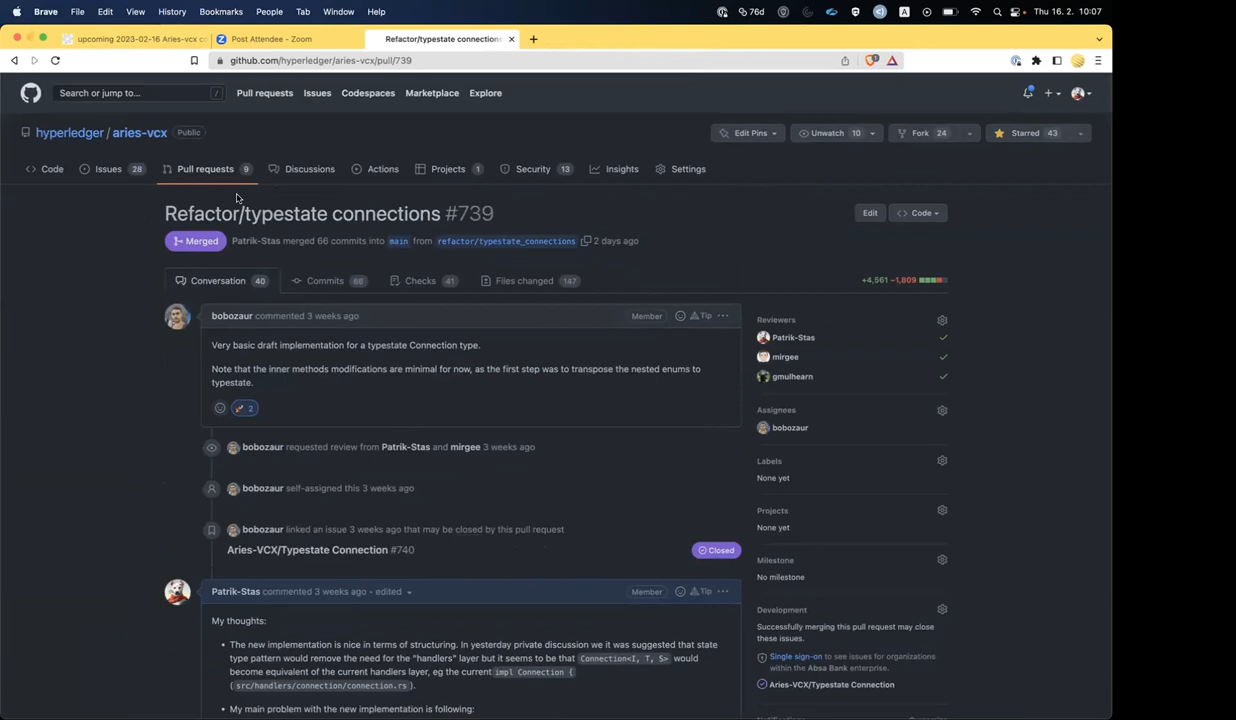 Brave File Edit View History Bookmarks People Tab Window Help 76d A Thu 16. 2. 10:07
upcoming 2023-02-16 Aries-vcx co Post Attendee - Zoom Refactor/typestate connections
github.com/hyperledger/aries-vcx/pull/739
Search or jump to... / Pull requests Issues Codespaces Marketplace Explore
hyperledger / aries-vcx Public Edit Pins Unwatch 10 Fork 24 Starred 43
Code Issues 28 Pull requests 9 Discussions Actions Projects 1 Security 13 Insights Settings
Refactor/typestate connections #739 Edit Code
Merged Patrik-Stas merged 66 commits into main from refactor/typestate_connections 2 days ago
Conversation 40 Commits 66 Checks 41 Files changed 147 +4,561 −1,809
bobozaur commented 3 weeks ago Member Tip ...
Very basic draft implementation for a typestate Connection type.
Note that the inner methods modifications are minimal for now, as the first step was to transpose the nested enums to
typestate.
2
bobozaur requested review from Patrik-Stas and mirgee 3 weeks ago
bobozaur self-assigned this 3 weeks ago
bobozaur linked an issue 3 weeks ago that may be closed by this pull request
Aries-VCX/Typestate Connection #740 Closed
Patrik-Stas commented 3 weeks ago • edited Member Tip ...
My thoughts:
• The new implementation is nice in terms of structuring. In yesterday private discussion we it was suggested that state
type pattern would remove the need for the "handlers" layer but it seems to be that Connection<I, T, S> would
become equivalent of the current handlers layer, eg the current impl Connection {
(src/handlers/connection/connection.rs).
• My main problem with the new implementation is following:
Reviewers
Patrik-Stas
mirgee
gmulhearn
Assignees
bobozaur
Labels
None yet
Projects
None yet
Milestone
No milestone
Development
Successfully merging this pull request may close
these issues.
Single sign-on to see issues for organizations
within the Absa Bank enterprise.
Aries-VCX/Typestate Connection